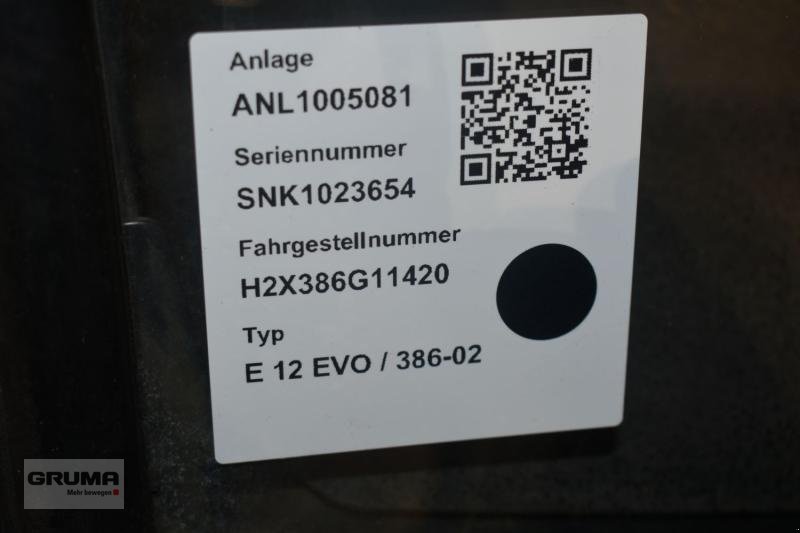 Anlage
ANL1005081
Seriennummer
SNK1023654
Fahrgestellnummer
H2X386G11420
Typ
E 12 EVO / 386-02
GRUMA
Mehr bewegen